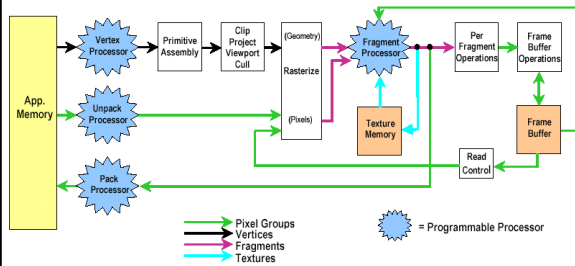 App.
Memory
Vertex
Processor
Primitive
Assembly
Clip
Project
Viewport
Cull
(Geometry)
Rasterize
(Pixels)
Fragment
Processor
Per
Fragment
Operations
Frame
Buffer
Operations
Unpack
Processor
Texture
Memory
Frame
Buffer
Read
Control
Pack
Processor
Pixel Groups
Vertices
Fragments
Textures
= Programmable Processor